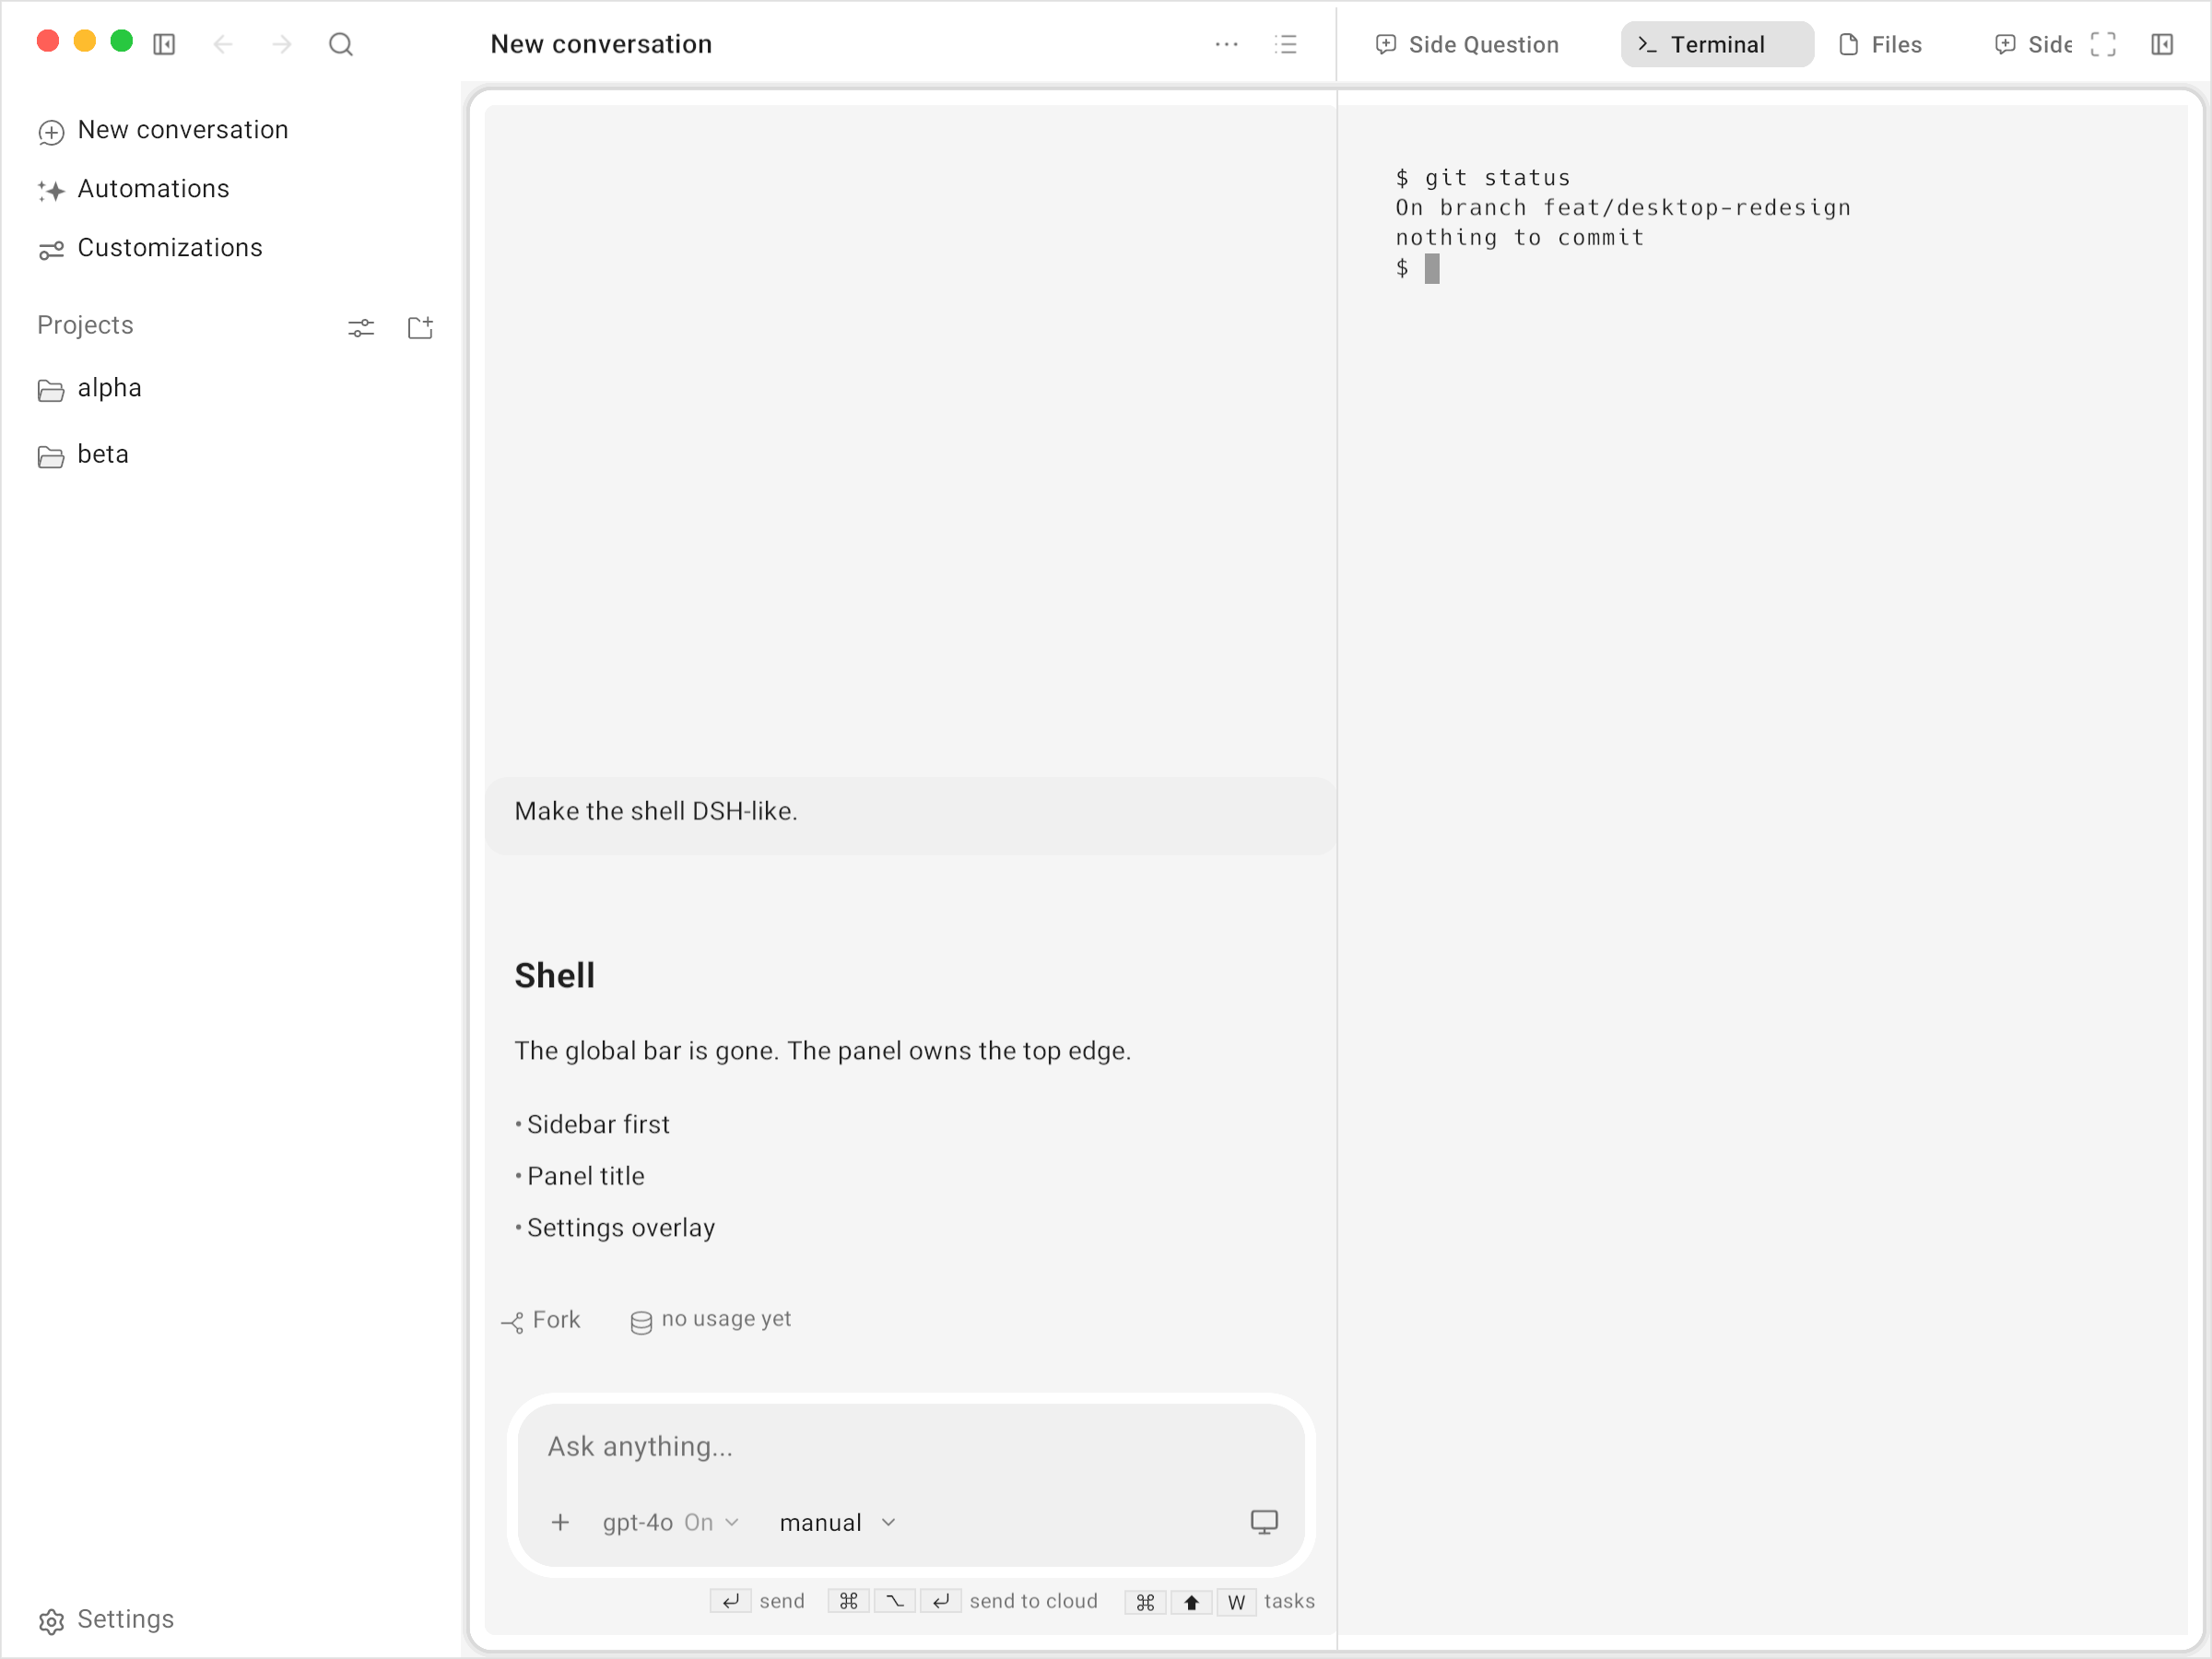 New conversation
Side Question
Terminal
Files
Side
New conversation
Automations
Customizations
Projects
alpha
beta
Settings
Make the shell DSH-like.
Shell
The global bar is gone. The panel owns the top edge.
• Sidebar first
• Panel title
• Settings overlay
Fork
no usage yet
Ask anything...
gpt-4o On
manual
send
send to cloud
W tasks
$ git status
On branch feat/desktop-redesign
nothing to commit
$